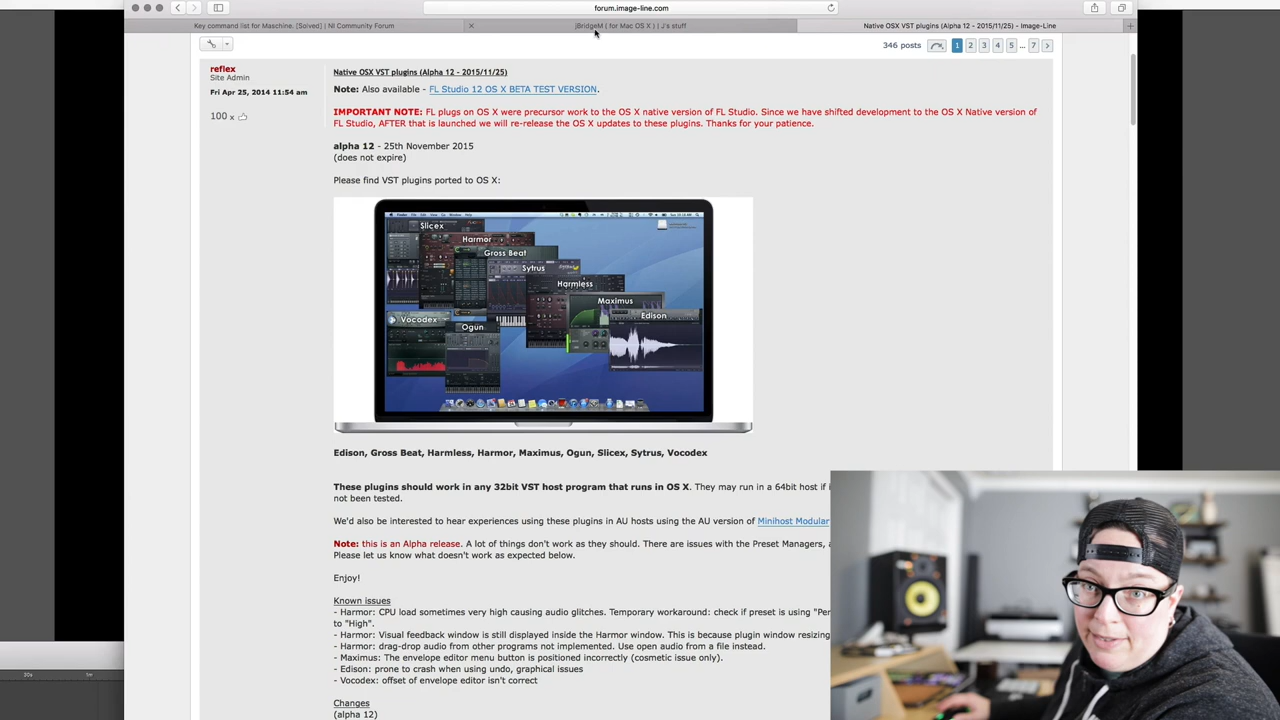 forum.image-line.com
Key command list for Maschine. [Solved] | NI Community Forum
jBridgeM ( for Mac OS X ) | J's stuff
Native OSX VST plugins (Alpha 12 - 2015/11/25) - Image-Line
346 posts
1 2 3 4 5 ... 7
reflex
Site Admin
Fri Apr 25, 2014 11:54 am
100 x
Native OSX VST plugins (Alpha 12 - 2015/11/25)
Note: Also available - FL Studio 12 OS X BETA TEST VERSION.
IMPORTANT NOTE: FL plugs on OS X were precursor work to the OS X native version of FL Studio. Since we have shifted development to the OS X Native version of
FL Studio, AFTER that is launched we will re-release the OS X updates to these plugins. Thanks for your patience.
alpha 12 - 25th November 2015
(does not expire)
Please find VST plugins ported to OS X:
Slicex
Harmor
Gross Beat
Sytrus
Harmless
Maximus
Edison
Vocodex
Ogun
Edison, Gross Beat, Harmless, Harmor, Maximus, Ogun, Slicex, Sytrus, Vocodex
These plugins should work in any 32bit VST host program that runs in OS X. They may run in a 64bit host if i
not been tested.
We'd also be interested to hear experiences using these plugins in AU hosts using the AU version of Minihost Modular
Note: this is an Alpha release. A lot of things don't work as they should. There are issues with the Preset Managers, a
Please let us know what doesn't work as expected below.
Enjoy!
Known issues
- Harmor: CPU load sometimes very high causing audio glitches. Temporary workaround: check if preset is using "Per
to "High".
- Harmor: Visual feedback window is still displayed inside the Harmor window. This is because plugin window resizing
- Harmor: drag-drop audio from other programs not implemented. Use open audio from a file instead.
- Maximus: The envelope editor menu button is positioned incorrectly (cosmetic issue only).
- Edison: prone to crash when using undo, graphical issues
- Vocodex: offset of envelope editor isn't correct
Changes
(alpha 12)
30s
1m